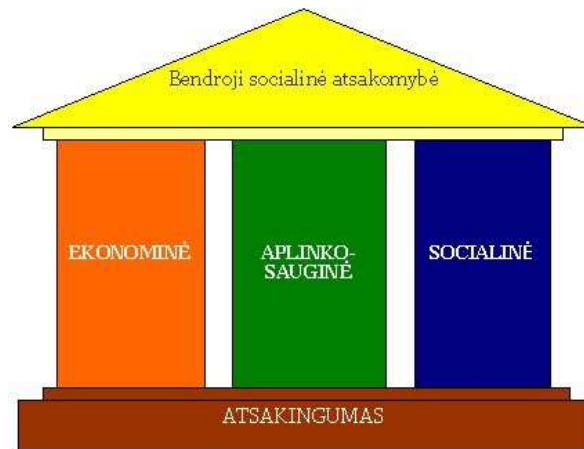 Bendroji socialinė atsakomybė
EKONOMINĖ
APLINKO-
SAUGINĖ
SOCIALINĖ
ATSAKINGUMAS